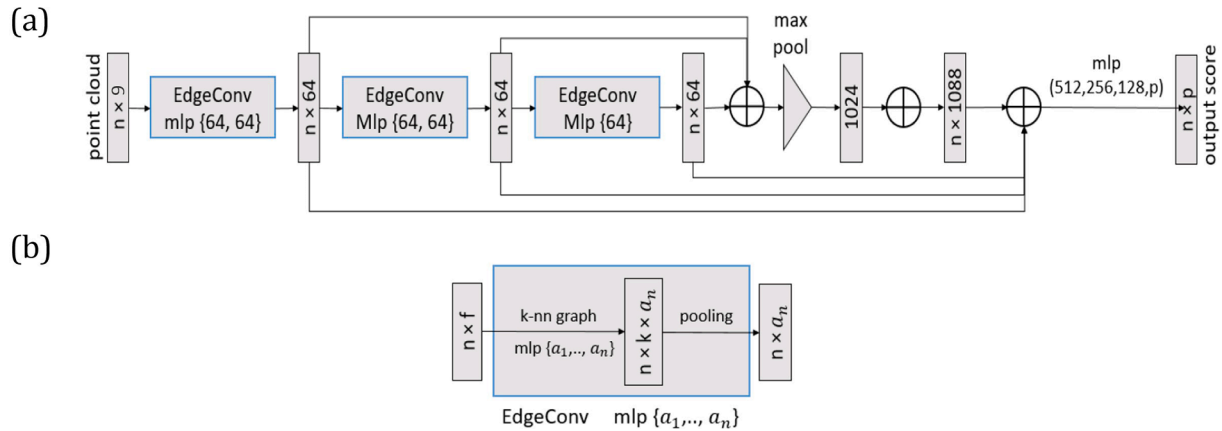 (a)
point cloud
n × 9
EdgeConv
mlp {64, 64}
n × 64
EdgeConv
Mlp {64, 64}
n × 64
EdgeConv
Mlp {64}
n × 64
max
pool
1024
n × 1088
mlp
(512,256,128,p)
n × p
output score
(b)
n × f
k-nn graph
mlp {a₁,.., aₙ}
n × k × aₙ
pooling
n × aₙ
EdgeConv mlp {a₁,.., aₙ}